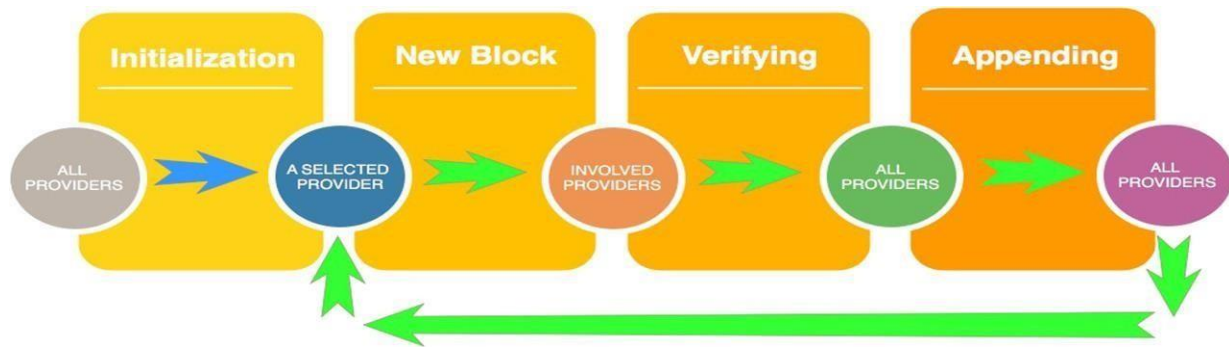 Initialization
New Block
Verifying
Appending
ALL
PROVIDERS
A SELECTED
PROVIDER
INVOLVED
PROVIDERS
ALL
PROVIDERS
ALL
PROVIDERS